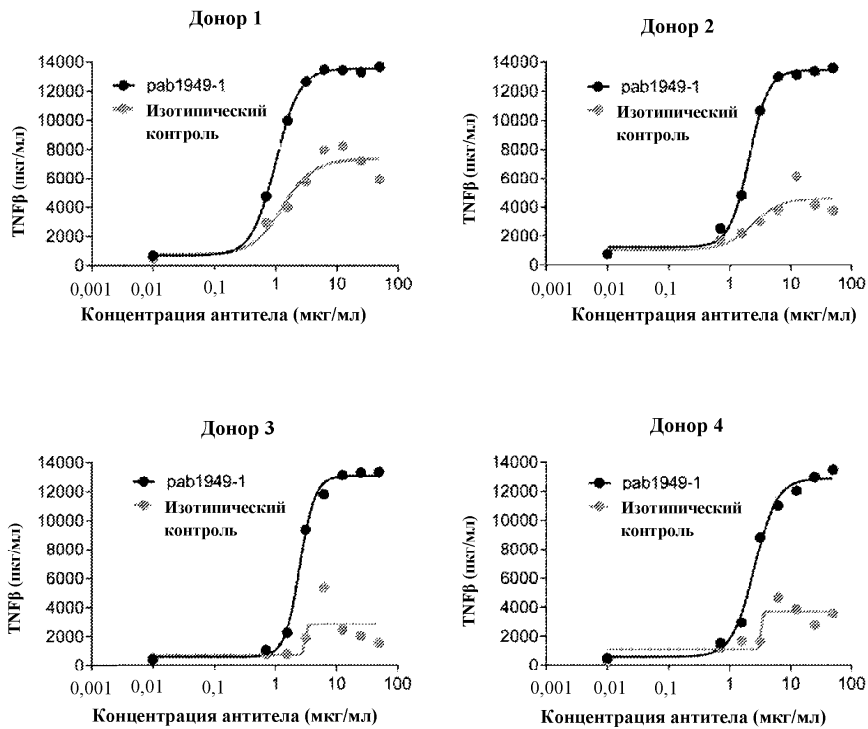 Донор 1
14000
12000
10000
8000
6000
4000
2000
0
TNFβ (пкг/мл)
pab1949-1
Изотипический
контроль
0,001 0,01 0,1 1 10 100
Концентрация антитела (мкг/мл)
Донор 2
14000
12000
10000
8000
6000
4000
2000
0
TNFβ (пкг/мл)
pab1949-1
Изотипический
контроль
0,001 0,01 0,1 1 10 100
Концентрация антитела (мкг/мл)
Донор 3
14000
12000
10000
8000
6000
4000
2000
0
TNFβ (пкг/мл)
pab1949-1
Изотипический
контроль
0,001 0,01 0,1 1 10 100
Концентрация антитела (мкг/мл)
Донор 4
14000
12000
10000
8000
6000
4000
2000
0
TNFβ (пкг/мл)
pab1949-1
Изотипический
контроль
0,001 0,01 0,1 1 10 100
Концентрация антитела (мкг/мл)